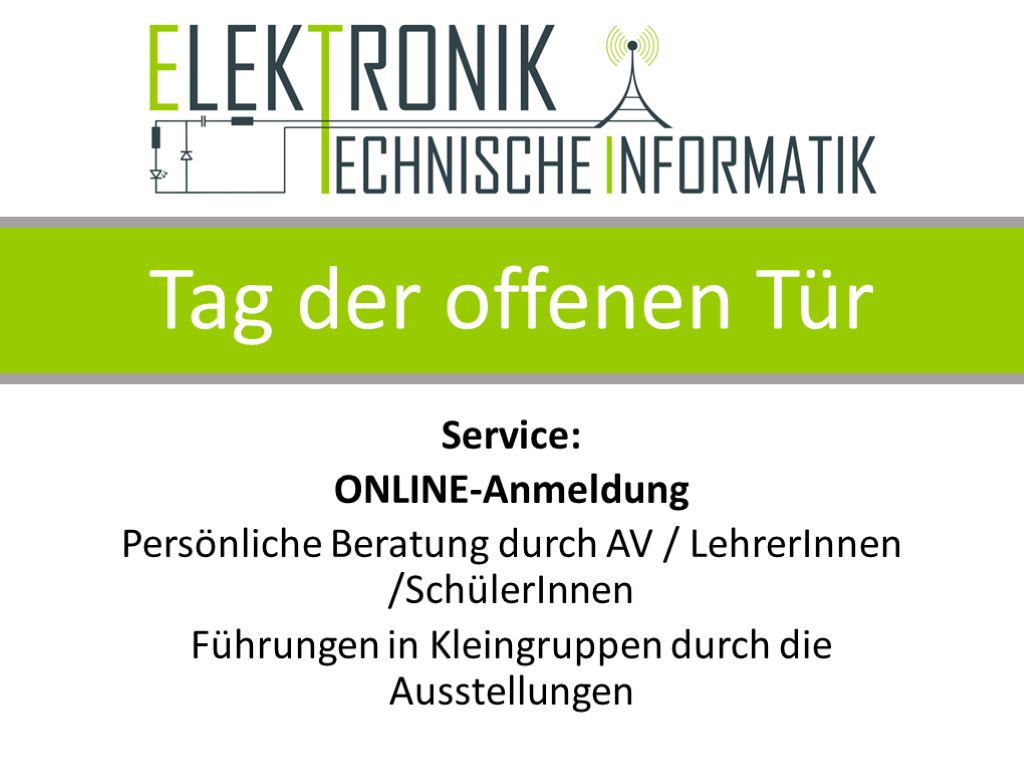 ELEKTRONIK
TECHNISCHE INFORMATIK
Tag der offenen Tür
Service:
ONLINE-Anmeldung
Persönliche Beratung durch AV / LehrerInnen
/SchülerInnen
Führungen in Kleingruppen durch die
Ausstellungen